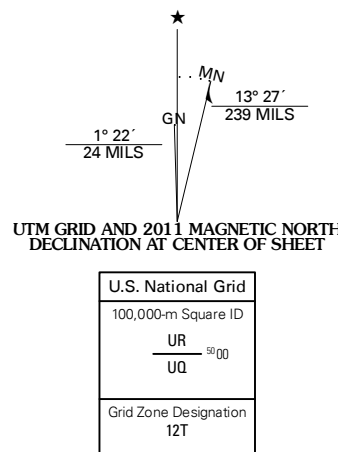 ★
MN
GN
13° 27´
239 MILS
1° 22´
24 MILS
UTM GRID AND 2011 MAGNETIC NORTH
DECLINATION AT CENTER OF SHEET
U.S. National Grid
100,000-m Square ID
UR
5000
UQ
Grid Zone Designation
12T